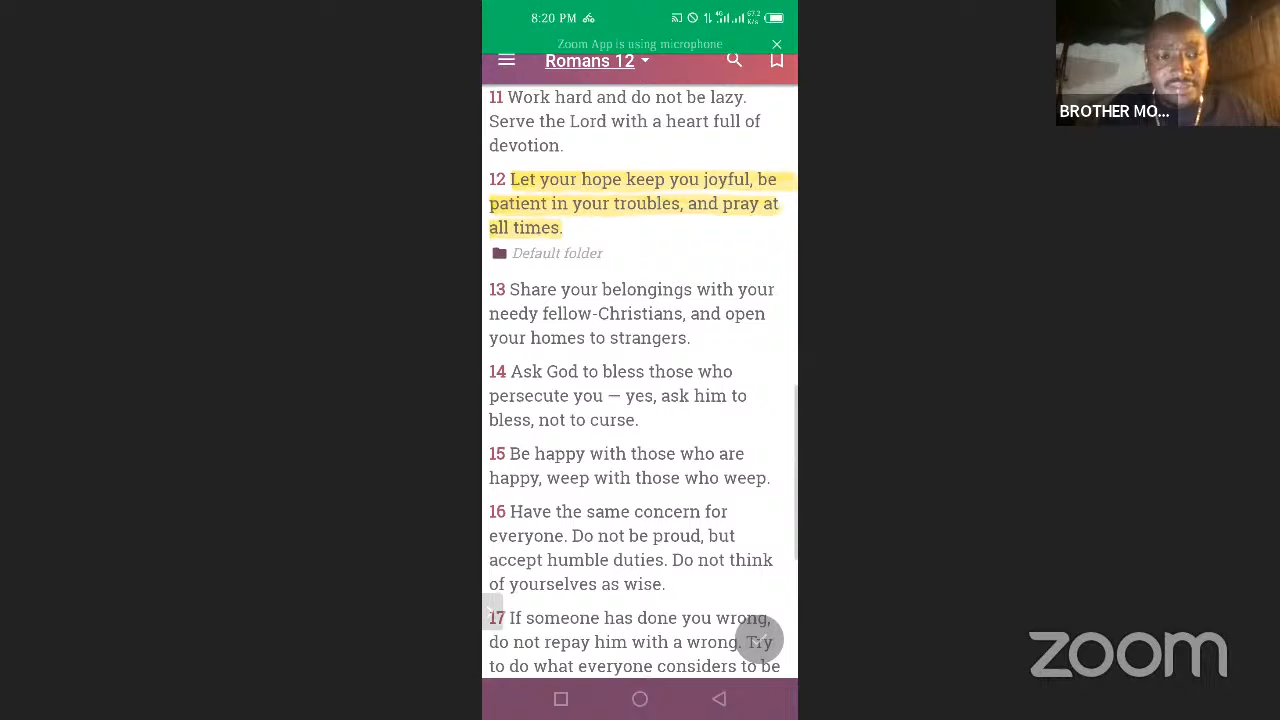 8:20 PM
4G
67.2
K/s
Zoom App is using microphone
Romans 12
11 Work hard and do not be lazy.
Serve the Lord with a heart full of
devotion.
12 Let your hope keep you joyful, be
patient in your troubles, and pray at
all times.
Default folder
13 Share your belongings with your
needy fellow-Christians, and open
your homes to strangers.
14 Ask God to bless those who
persecute you — yes, ask him to
bless, not to curse.
15 Be happy with those who are
happy, weep with those who weep.
16 Have the same concern for
everyone. Do not be proud, but
accept humble duties. Do not think
of yourselves as wise.
17 If someone has done you wrong,
do not repay him with a wrong. Try
to do what everyone considers to be
BROTHER MO...
zoom